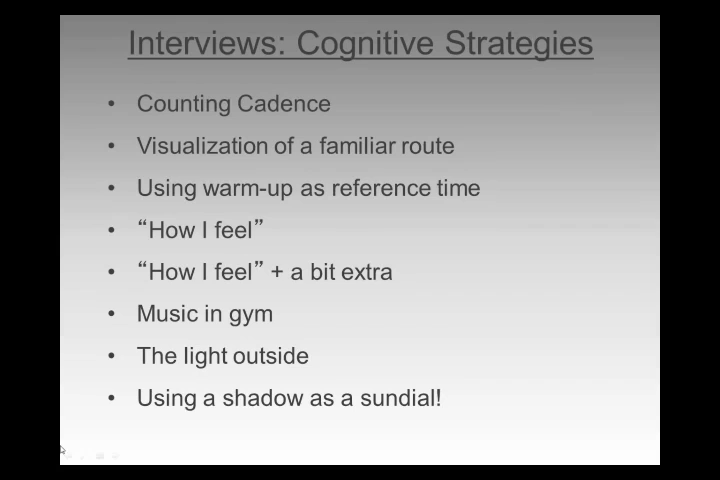 Interviews: Cognitive Strategies
• Counting Cadence
• Visualization of a familiar route
• Using warm-up as reference time
• “How I feel”
• “How I feel” + a bit extra
• Music in gym
• The light outside
• Using a shadow as a sundial!